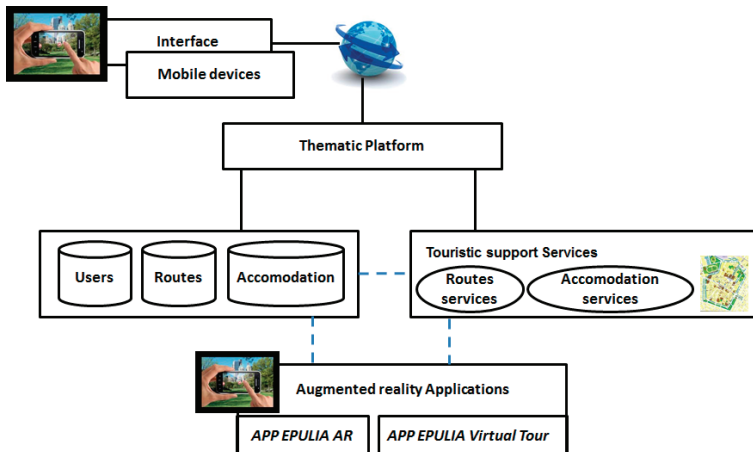 Interface
Mobile devices
Thematic Platform
Users
Routes
Accomodation
Touristic support Services
Routes
services
Accomodation
services
Augmented reality Applications
APP EPULIA AR
APP EPULIA Virtual Tour